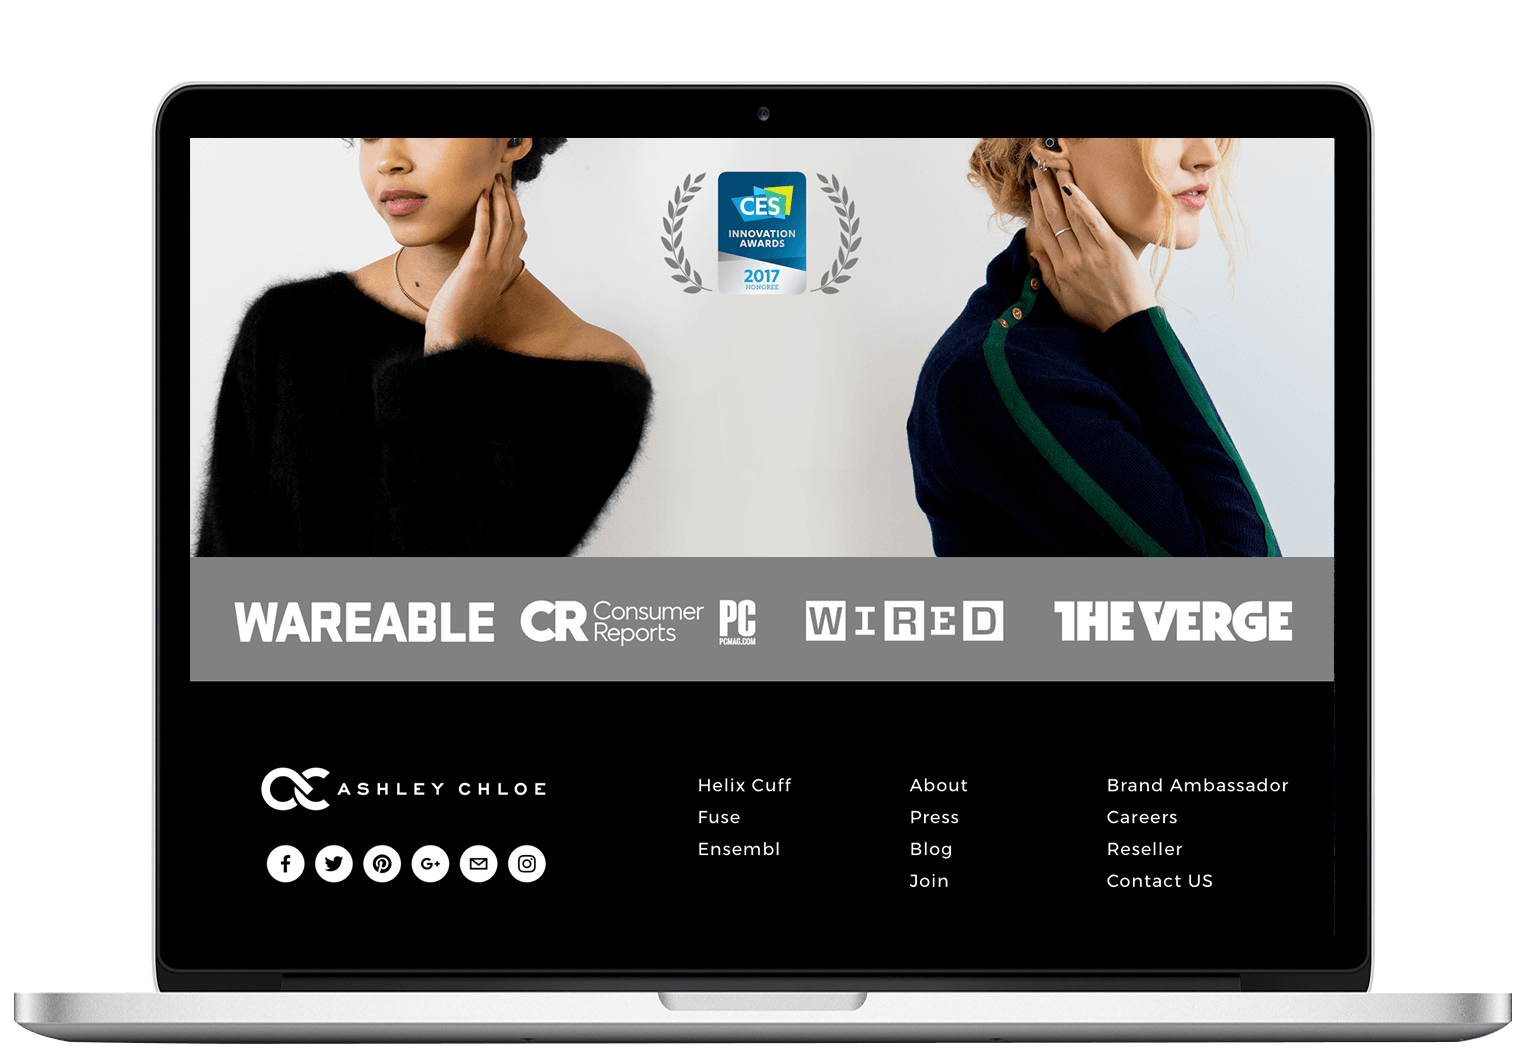 CES
INNOVATION
AWARDS
2017
HONOREE
WAREABLE
CR Consumer
Reports
PC
PCMAG.COM
WIRED
THE VERGE
ASHLEY CHLOE
Helix Cuff
Fuse
Ensembl
About
Press
Blog
Join
Brand Ambassador
Careers
Reseller
Contact US